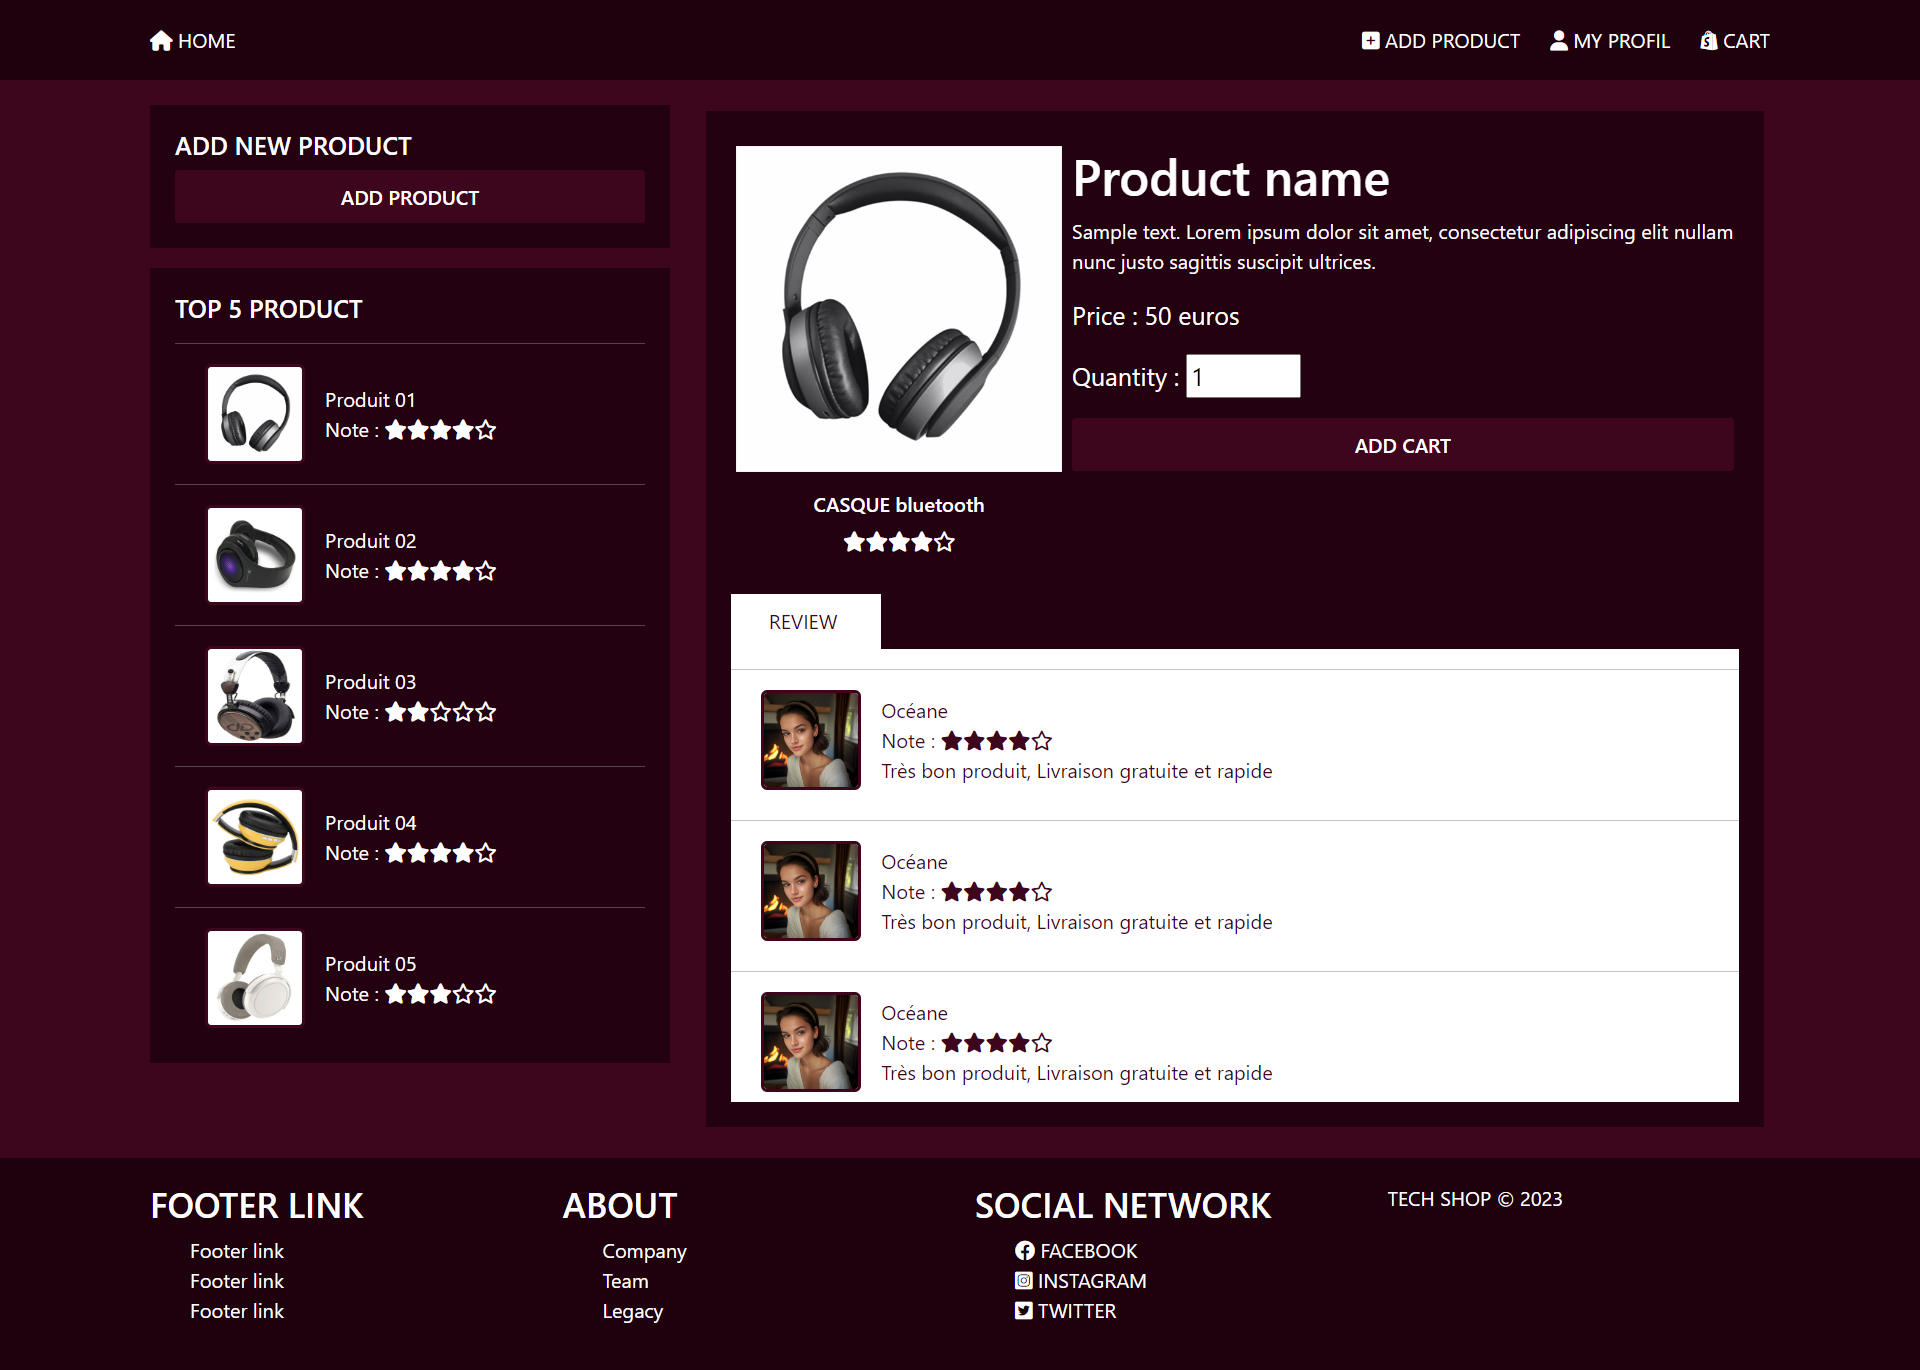 HOME
ADD PRODUCT
MY PROFIL
CART
ADD NEW PRODUCT
ADD PRODUCT
TOP 5 PRODUCT
Produit 01
Note :
Produit 02
Note :
Produit 03
Note :
Produit 04
Note :
Produit 05
Note :
Product name
Sample text. Lorem ipsum dolor sit amet, consectetur adipiscing elit nullam
nunc justo sagittis suscipit ultrices.
Price : 50 euros
Quantity : 1
ADD CART
CASQUE bluetooth
REVIEW
Océane
Note :
Très bon produit, Livraison gratuite et rapide
Océane
Note :
Très bon produit, Livraison gratuite et rapide
Océane
Note :
Très bon produit, Livraison gratuite et rapide
FOOTER LINK
Footer link
Footer link
Footer link
ABOUT
Company
Team
Legacy
SOCIAL NETWORK
FACEBOOK
INSTAGRAM
TWITTER
TECH SHOP © 2023